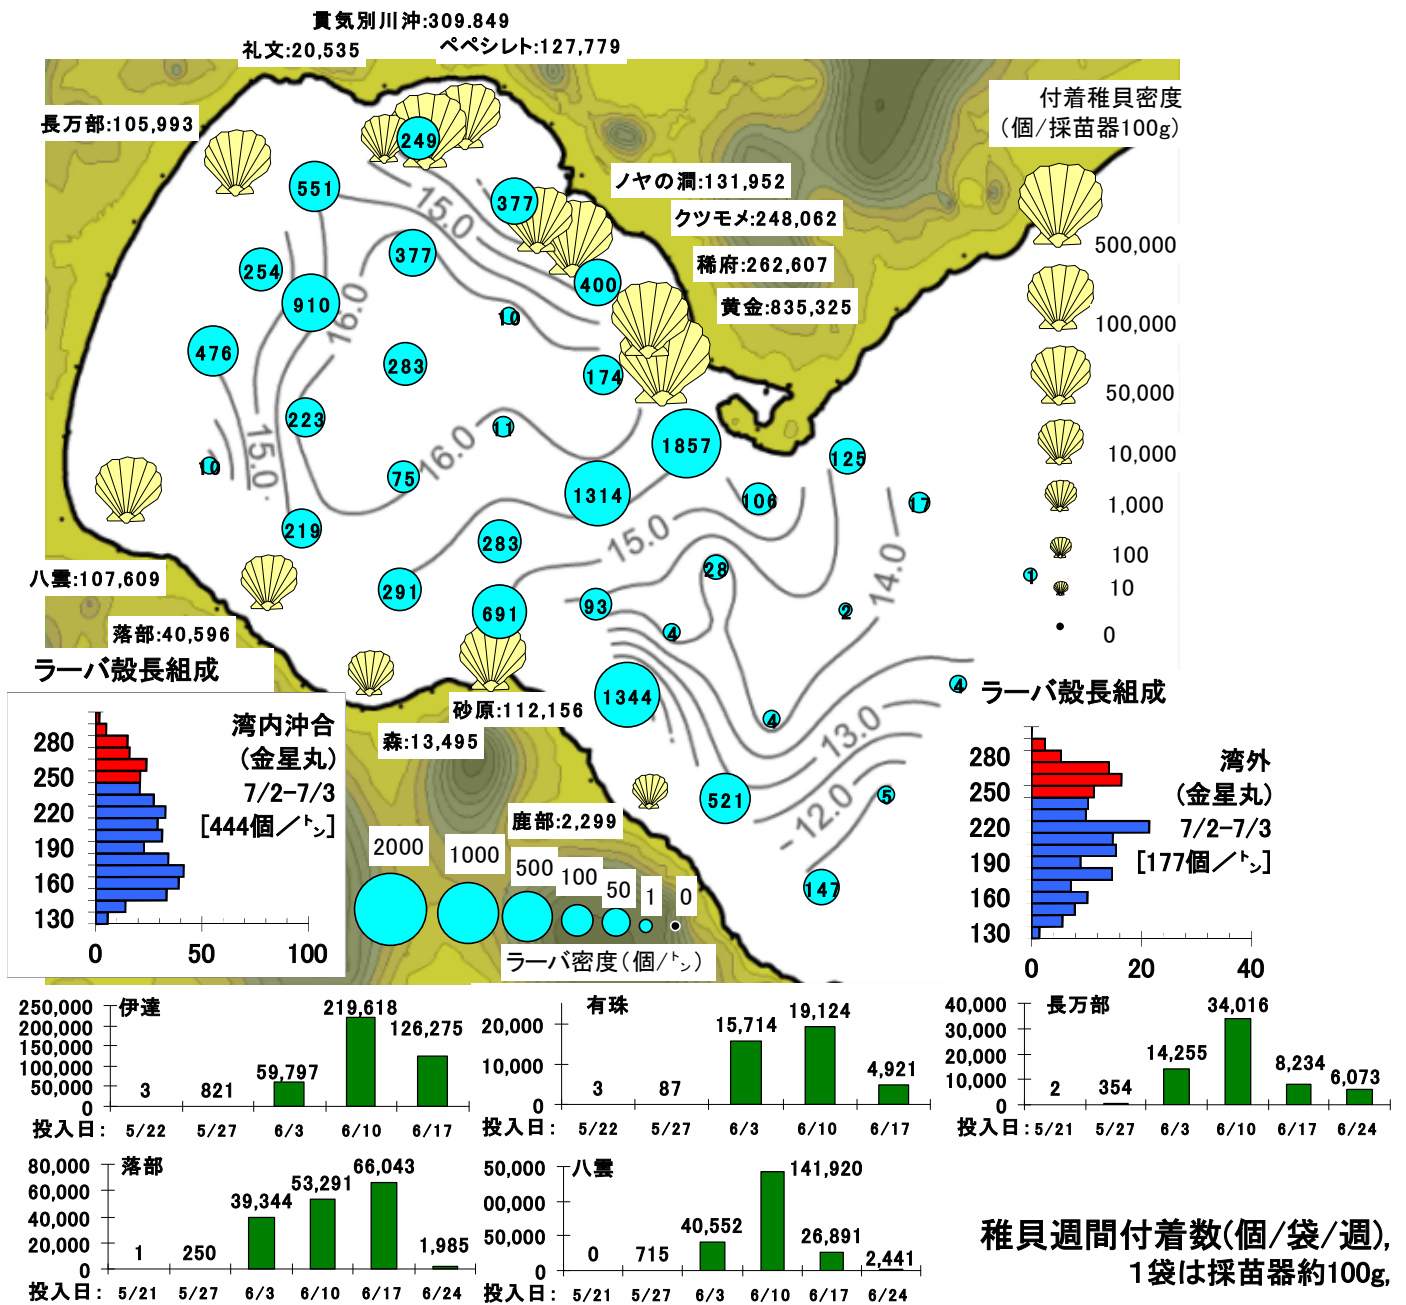 貫気別川沖:309.849
礼文:20,535
ペペシレト:127,779
長万部:105,993
付着稚貝密度
(個/採苗器100g)
ノヤの澗:131,952
クツモメ:248,062
稀府:262,607
黄金:835,325
500,000
100,000
50,000
10,000
1,000
100
10
0
249
551
377
377
254
910
400
10
476
283
174
223
11
1857
10
75
1314
125
106
17
219
283
28
1
291
691
93
2
4
1344
4
4
521
5
147
15.0
16.0
15.0
16.0
15.0
14.0
13.0
12.0
八雲:107,609
落部:40,596
砂原:112,156
森:13,495
鹿部:2,299
ラーバ殻長組成
湾内沖合
(金星丸)
7/2-7/3
[444個/トン]
280
250
220
190
160
130
0 50 100
2000
1000
500
100
50
1
0
ラーバ密度(個/トン)
ラーバ殻長組成
湾外
(金星丸)
7/2-7/3
[177個/トン]
280
250
220
190
160
130
0 20 40
伊達
250,000
200,000
150,000
100,000
50,000
0
3 821 59,797 219,618 126,275
投入日: 5/22 5/27 6/3 6/10 6/17
有珠
20,000
10,000
0
3 87 15,714 19,124 4,921
投入日: 5/22 5/27 6/3 6/10 6/17
長万部
40,000
30,000
20,000
10,000
0
2 354 14,255 34,016 8,234 6,073
投入日: 5/21 5/27 6/3 6/10 6/17 6/24
落部
80,000
60,000
40,000
20,000
0
1 250 39,344 53,291 66,043 1,985
投入日: 5/21 5/27 6/3 6/10 6/17 6/24
八雲
50,000
00,000
50,000
0
0 715 40,552 141,920 26,891 2,441
投入日: 5/21 5/27 6/3 6/10 6/17 6/24
稚貝週間付着数(個/袋/週),
1袋は採苗器約100g,